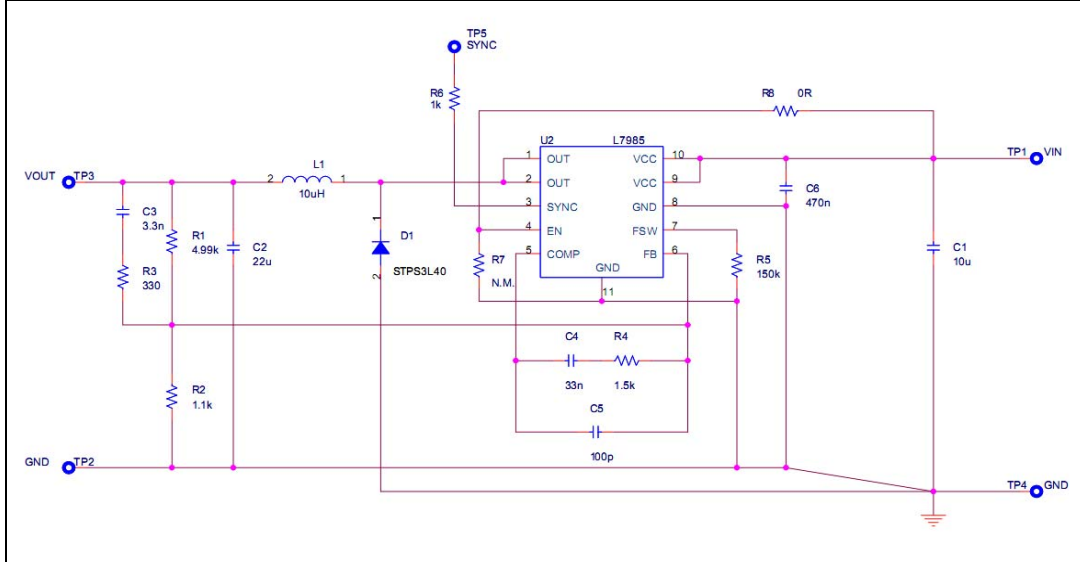 TP5
SYNC
R6
1k
R8 0R
U2 L7985
1 OUT VCC 10
2 OUT VCC 9
3 SYNC GND 8
4 EN FSW 7
5 COMP FB 6
GND
11
TP1 VIN
VOUT TP3
L1
2 1
10uH
C3
3.3n
R1
4.99k
C2
22u
R3
330
1
D1
2
STPS3L40
R7
N.M.
R5
150k
C6
470n
C1
10u
C4 R4
33n 1.5k
R2
1.1k
C5
100p
GND TP2
TP4 GND